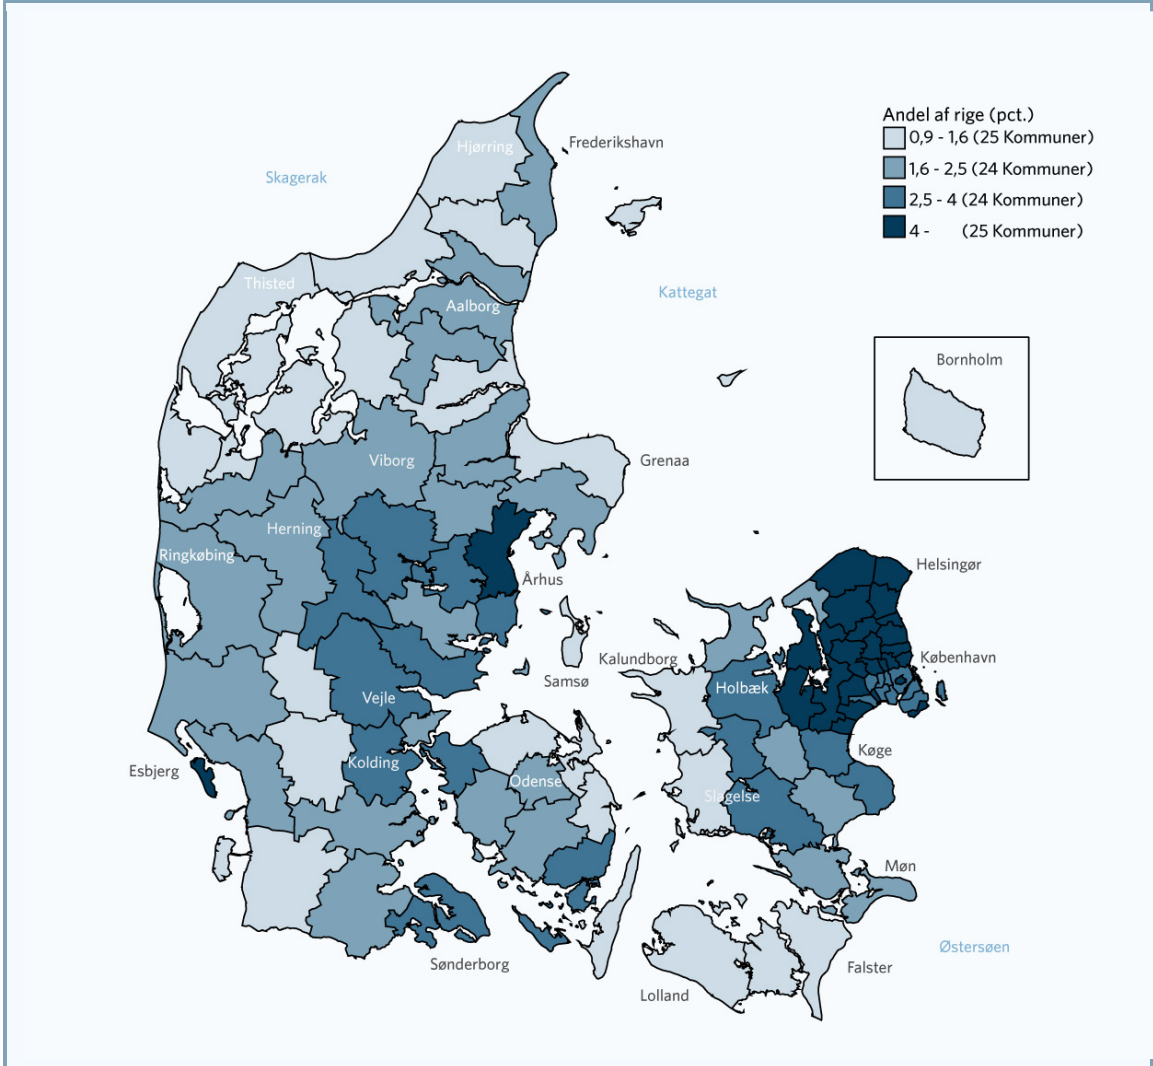 Andel af rige (pct.)
0,9 - 1,6 (25 Kommuner)
1,6 - 2,5 (24 Kommuner)
2,5 - 4 (24 Kommuner)
4 - (25 Kommuner)
Hjørring
Frederikshavn
Skagerak
Thisted
Aalborg
Kattegat
Bornholm
Viborg
Grenaa
Herning
Ringkøbing
Århus
Helsingør
København
Kalundborg
Samsø
Holbæk
Vejle
Køge
Esbjerg
Kolding
Odense
Slagelse
Møn
Sønderborg
Falster
Lolland
Østersøen